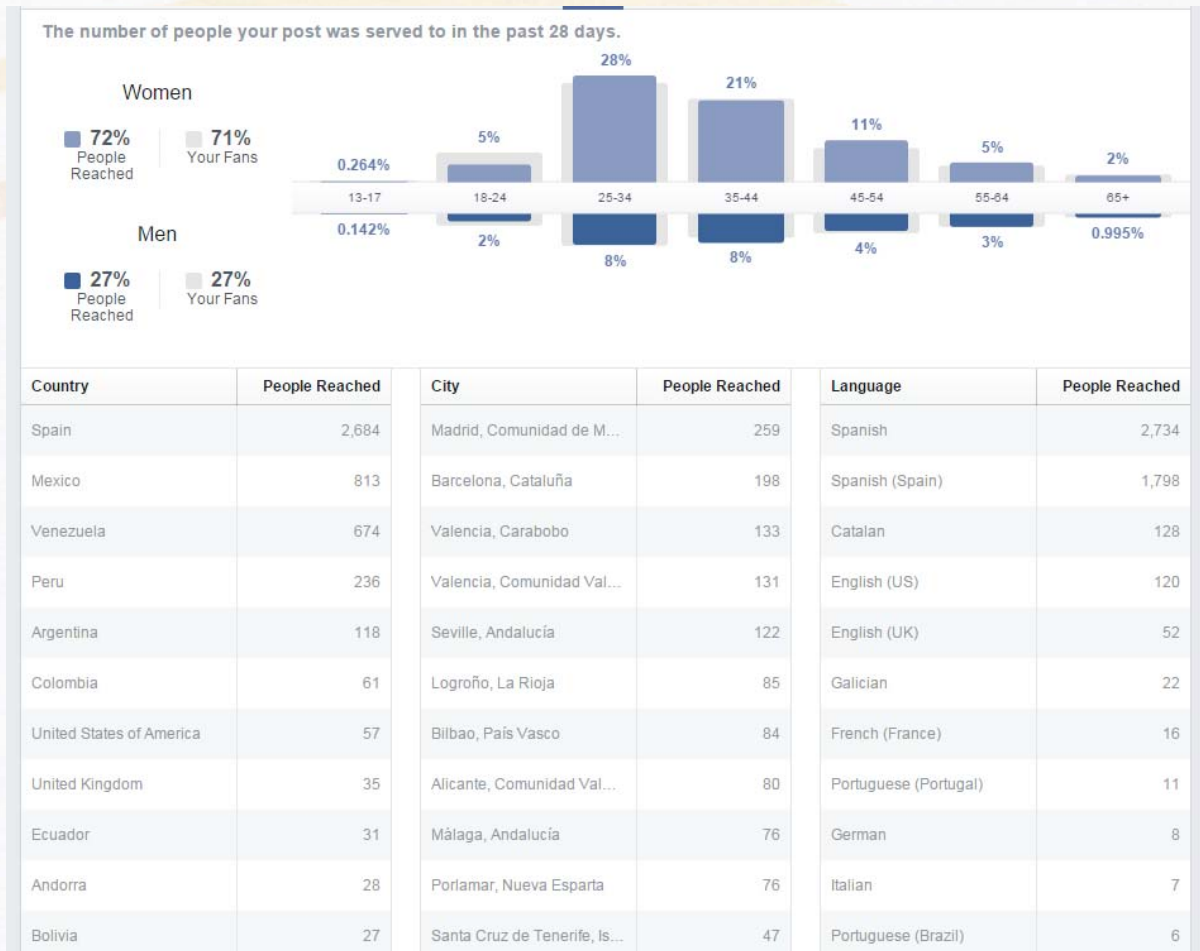 The number of people your post was served to in the past 28 days.
Women
72% People Reached
71% Your Fans
0.264% 5% 28% 21% 11% 5% 2%
13-17 18-24 25-34 35-44 45-54 55-64 65+
0.142% 2% 8% 8% 4% 3% 0.995%
Men
27% People Reached
27% Your Fans
Country People Reached City People Reached Language People Reached
Spain 2,684 Madrid, Comunidad de M... 259 Spanish 2,734
Mexico 813 Barcelona, Cataluña 198 Spanish (Spain) 1,798
Venezuela 674 Valencia, Carabobo 133 Catalan 128
Peru 236 Valencia, Comunidad Val... 131 English (US) 120
Argentina 118 Seville, Andalucía 122 English (UK) 52
Colombia 61 Logroño, La Rioja 85 Galician 22
United States of America 57 Bilbao, País Vasco 84 French (France) 16
United Kingdom 35 Alicante, Comunidad Val... 80 Portuguese (Portugal) 11
Ecuador 31 Málaga, Andalucía 76 German 8
Andorra 28 Porlamar, Nueva Esparta 76 Italian 7
Bolivia 27 Santa Cruz de Tenerife, Is... 47 Portuguese (Brazil) 6